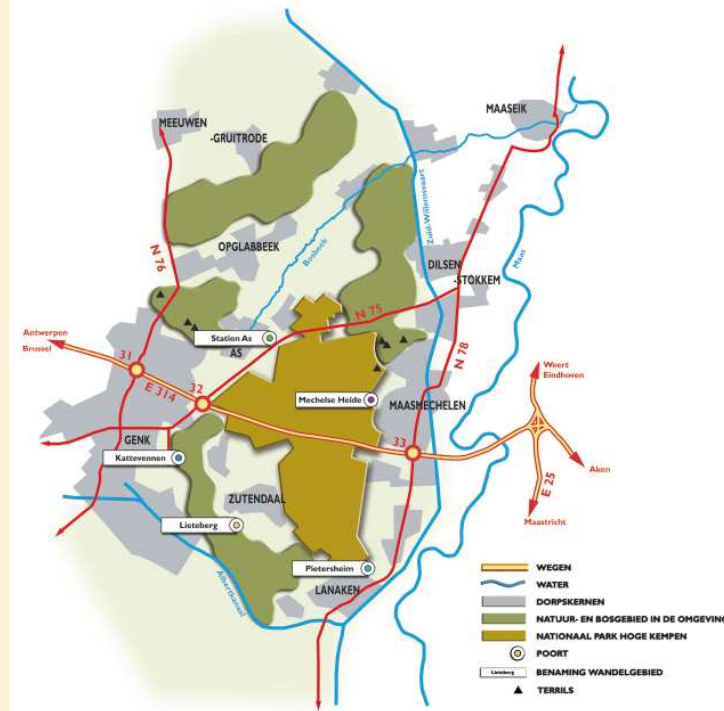 MEEUWEN
-GRUITRODE
MAASEIK
OPGLABBEEK
Bosbeek
Zuid-Willemsvaart
Maas
DILSEN
-STOKKEM
N 76
N 75
N 78
Station As
AS
Antwerpen
Brussel
31
E 314
32
Mechelse Heide
MAASMECHELEN
Weert
Eindhoven
33
GENK
Kattevennen
Aken
E 25
Maastricht
ZUTENDAAL
Lieteberg
Albertkanaal
Pietersheim
LANAKEN
WEGEN
WATER
DORPSKERNEN
NATUUR- EN BOSGEBIED IN DE OMGEVING
NATIONAAL PARK HOGE KEMPEN
POORT
Lieteberg BENAMING WANDELGEBIED
TERRILS